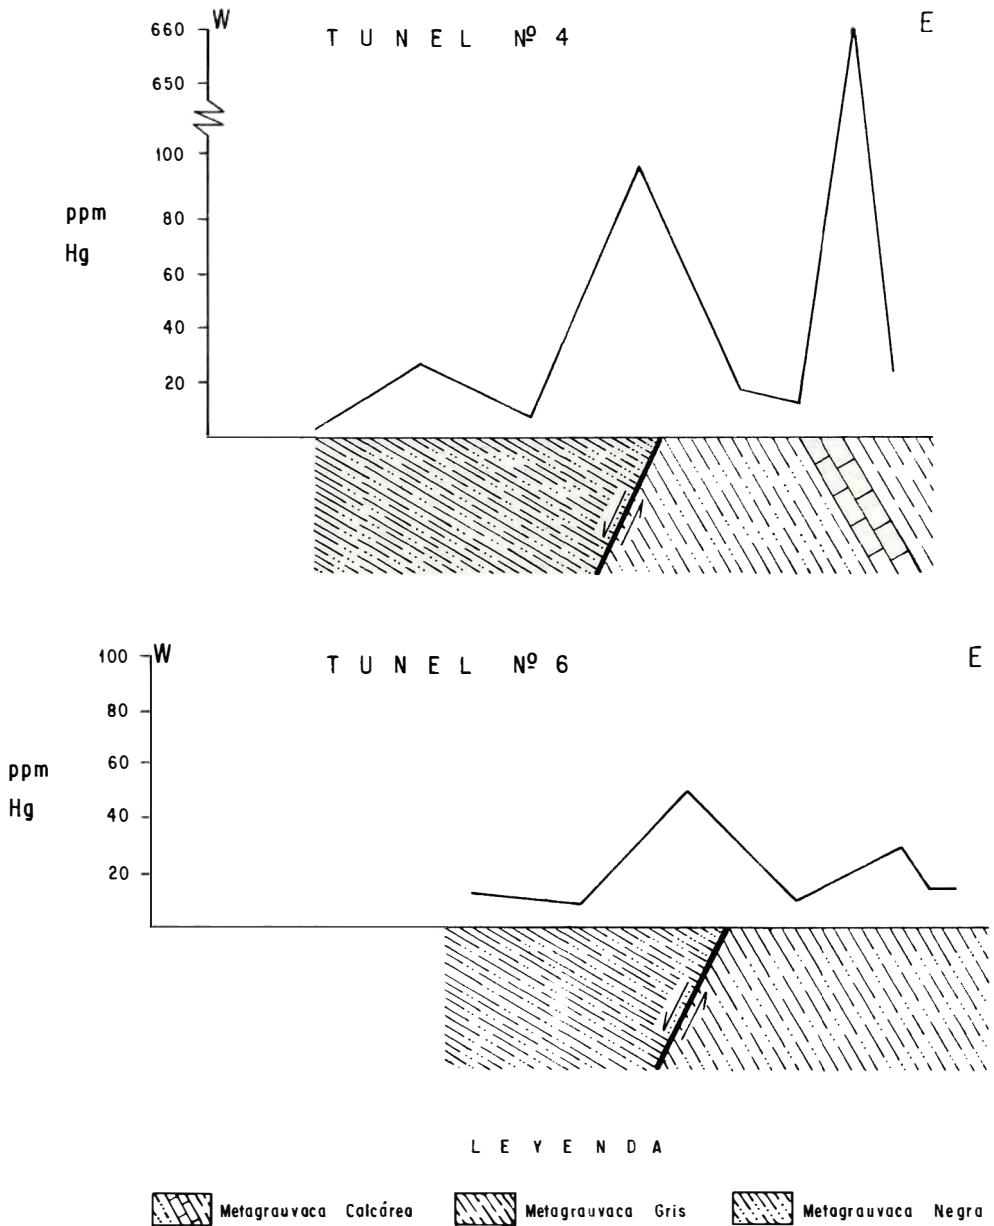 W
T U N E L Nº 4
E
660
650
100
80
60
40
20
ppm
Hg
W
T U N E L Nº 6
E
100
80
60
40
20
ppm
Hg
L E Y E N D A
Metagrauvaca Calcárea
Metagrauvaca Gris
Metagrauvaca Negra